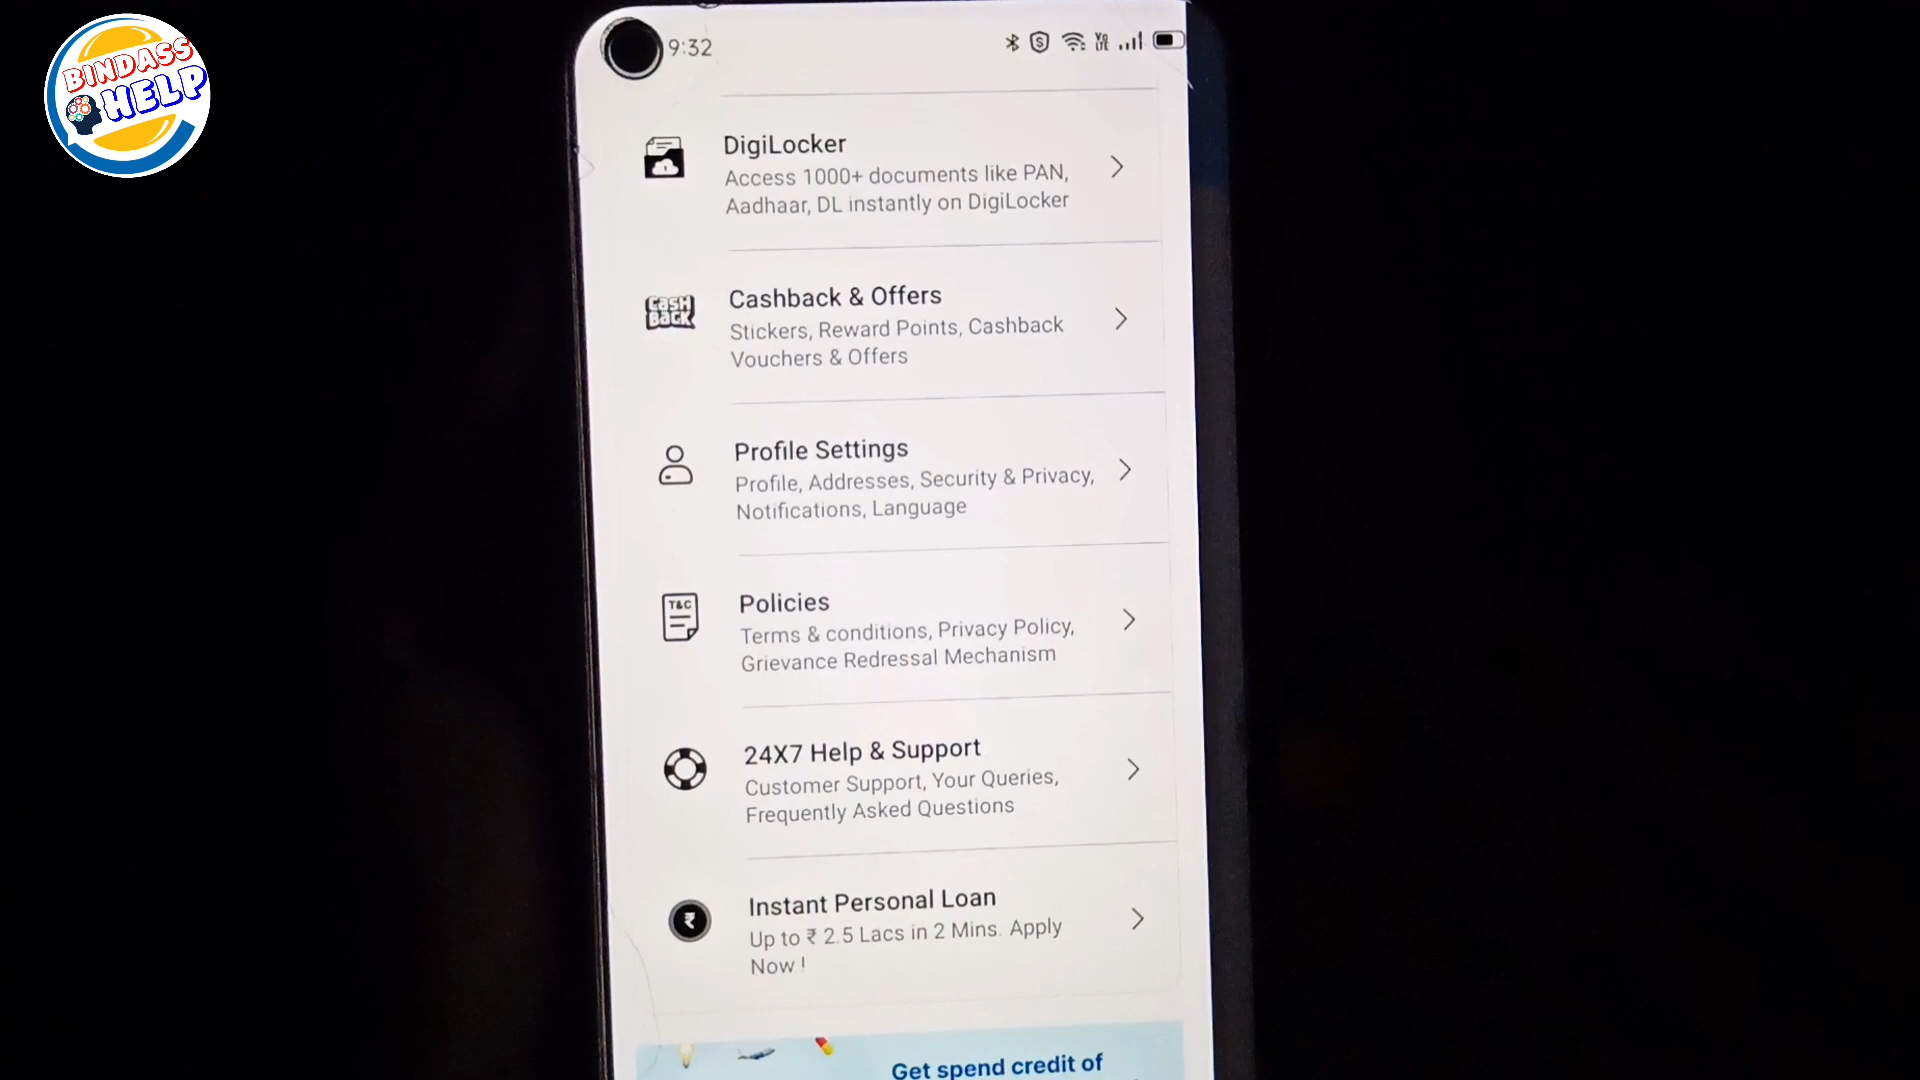 BINDASS
HELP
9:32
DigiLocker
Access 1000+ documents like PAN,
Aadhaar, DL instantly on DigiLocker
CASH
BACK
Cashback & Offers
Stickers, Reward Points, Cashback
Vouchers & Offers
Profile Settings
Profile, Addresses, Security & Privacy,
Notifications, Language
T&C
Policies
Terms & conditions, Privacy Policy,
Grievance Redressal Mechanism
24X7 Help & Support
Customer Support, Your Queries,
Frequently Asked Questions
₹
Instant Personal Loan
Up to ₹ 2.5 Lacs in 2 Mins. Apply
Now !
Get spend credit of